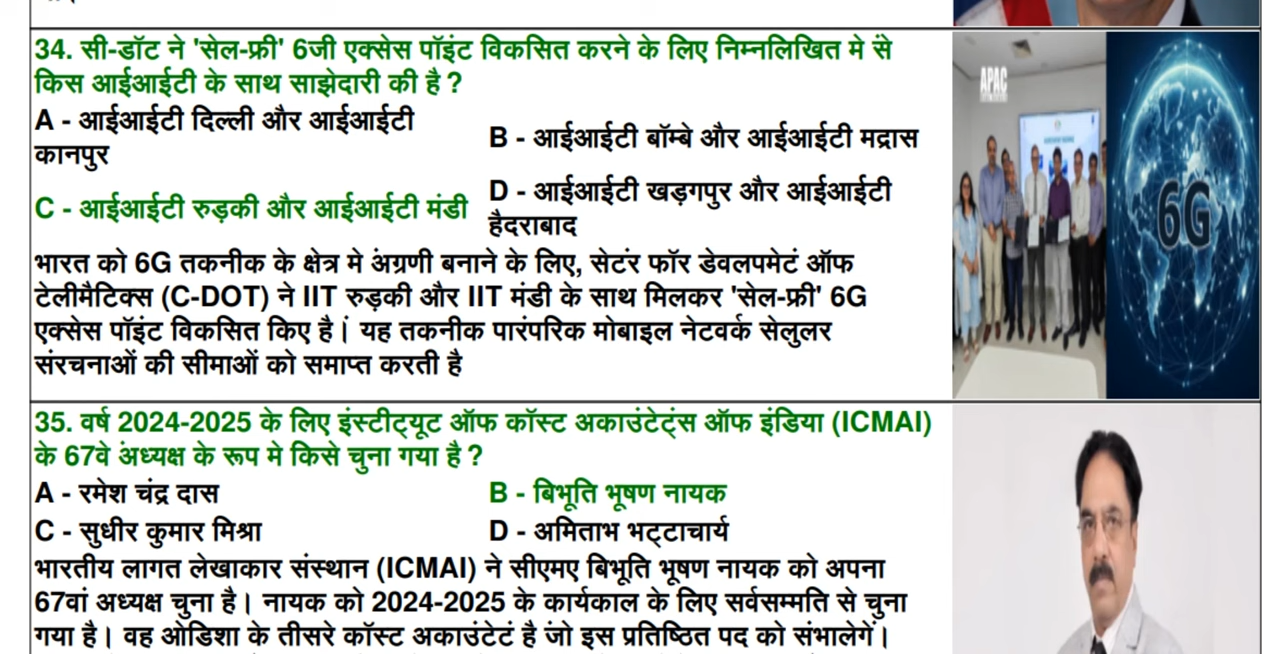 34. सी-डॉट ने 'सेल-फ्री' 6जी एक्सेस पॉइंट विकसित करने के लिए निम्नलिखित मे से
किस आईआईटी के साथ साझेदारी की है ?
A - आईआईटी दिल्ली और आईआईटी
कानपुर
B - आईआईटी बॉम्बे और आईआईटी मद्रास
C - आईआईटी रुड़की और आईआईटी मंडी
D - आईआईटी खड़गपुर और आईआईटी
हैदराबाद
भारत को 6G तकनीक के क्षेत्र मे अंग्रणी बनाने के लिए, सेटंर फॉर डेवलपमेटं ऑफ
टेलीमैटिक्स (C-DOT) ने IIT रुड़की और IIT मंडी के साथ मिलकर 'सेल-फ्री' 6G
एक्सेस पॉइंट विकसित किए है। यह तकनीक पारंपरिक मोबाइल नेटवर्क सेलुलर
संरचनाओं की सीमाओं को समाप्त करती है
APAC
6G
35. वर्ष 2024-2025 के लिए इंस्टीट्यूट ऑफ कॉस्ट अकाउंटेट्ंस ऑफ इंडिया (ICMAI)
के 67वे अंध्यक्ष के रूप मे किसे चुना गया है ?
A - रमेश चंद्र दास
B - बिभूति भूषण नायक
C - सुधीर कुमार मिश्रा
D - अमिताभ भट्टाचार्य
भारतीय लागत लेखाकार संस्थान (ICMAI) ने सीएमए बिभूति भूषण नायक को अपना
67वां अध्यक्ष चुना है। नायक को 2024-2025 के कार्यकाल के लिए सर्वसम्मति से चुना
गया है। वह ओडिशा के तीसरे कॉस्ट अकाउंटेटं है जंो इस प्रतिष्ठित पद को संभालेगें।